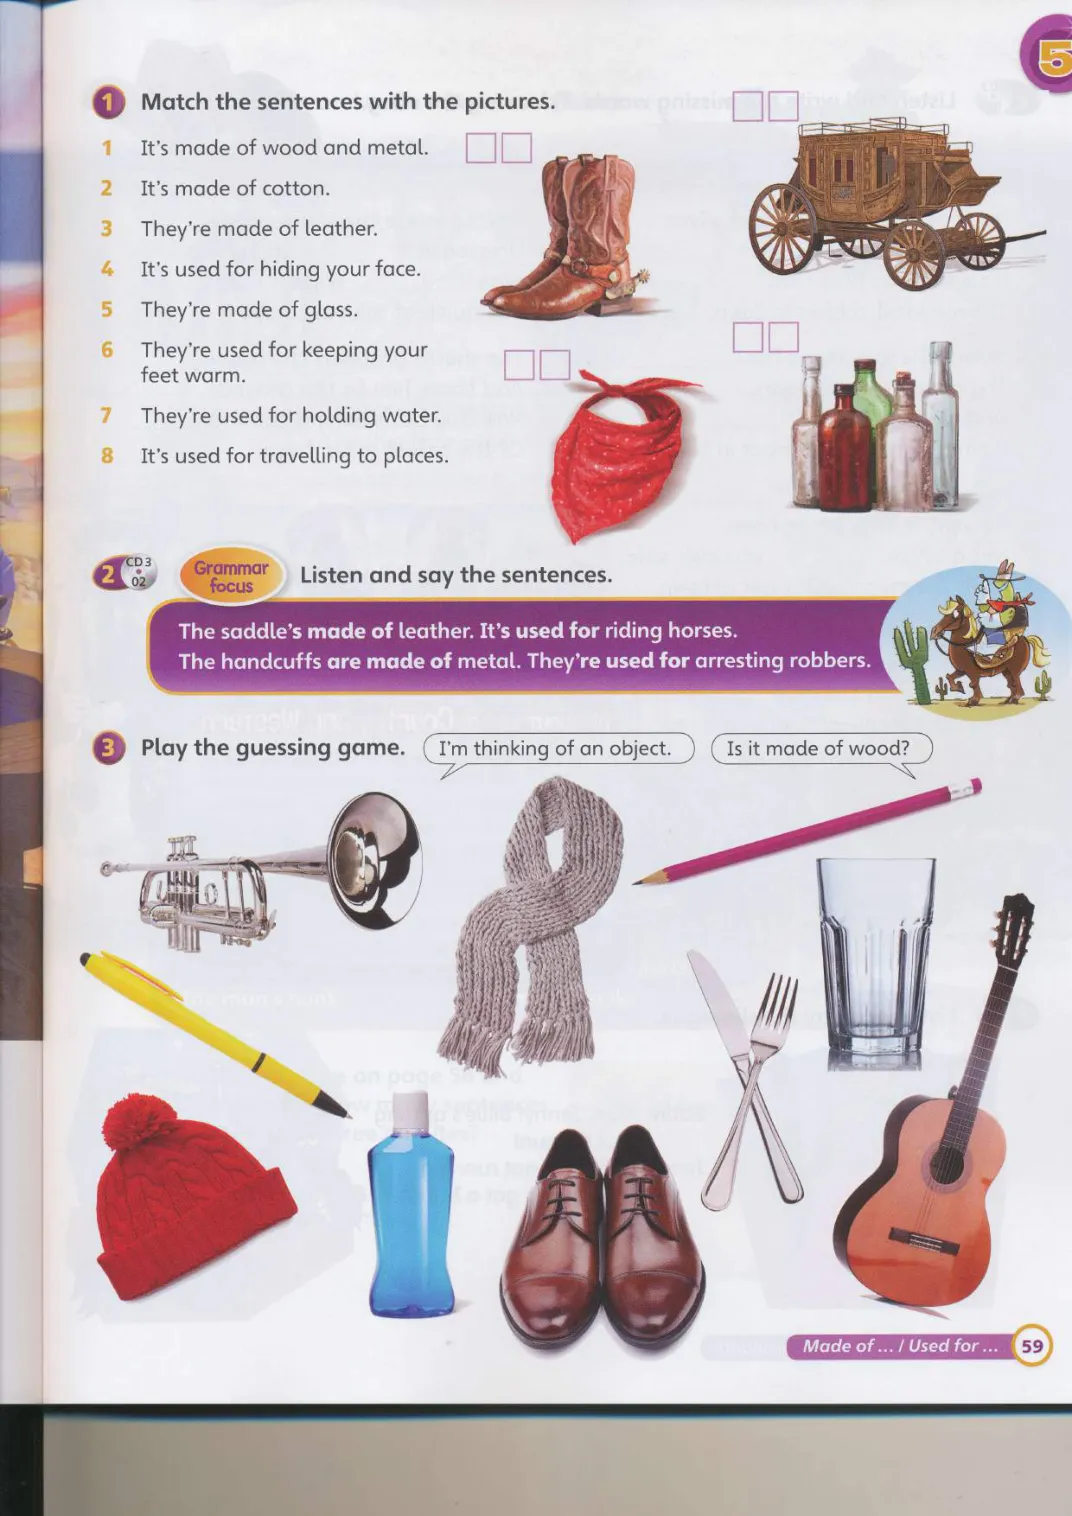 5
1 Match the sentences with the pictures.
1 It's made of wood and metal.
2 It's made of cotton.
3 They're made of leather.
4 It's used for hiding your face.
5 They're made of glass.
6 They're used for keeping your
feet warm.
7 They're used for holding water.
8 It's used for travelling to places.
2 CD3 02 Grammar focus Listen and say the sentences.
The saddle's made of leather. It's used for riding horses.
The handcuffs are made of metal. They're used for arresting robbers.
3 Play the guessing game. I'm thinking of an object. Is it made of wood?
Made of ... / Used for ... 59